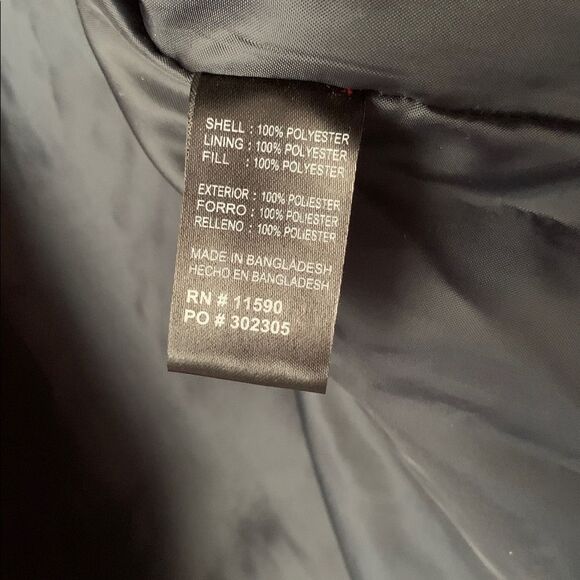 SHELL : 100% POLYESTER
LINING : 100% POLYESTER
FILL : 100% POLYESTER
EXTERIOR : 100% POLIESTER
FORRO : 100% POLIESTER
RELLENO : 100% POLIESTER
MADE IN BANGLADESH
HECHO EN BANGLADESH
RN # 11590
PO # 302305